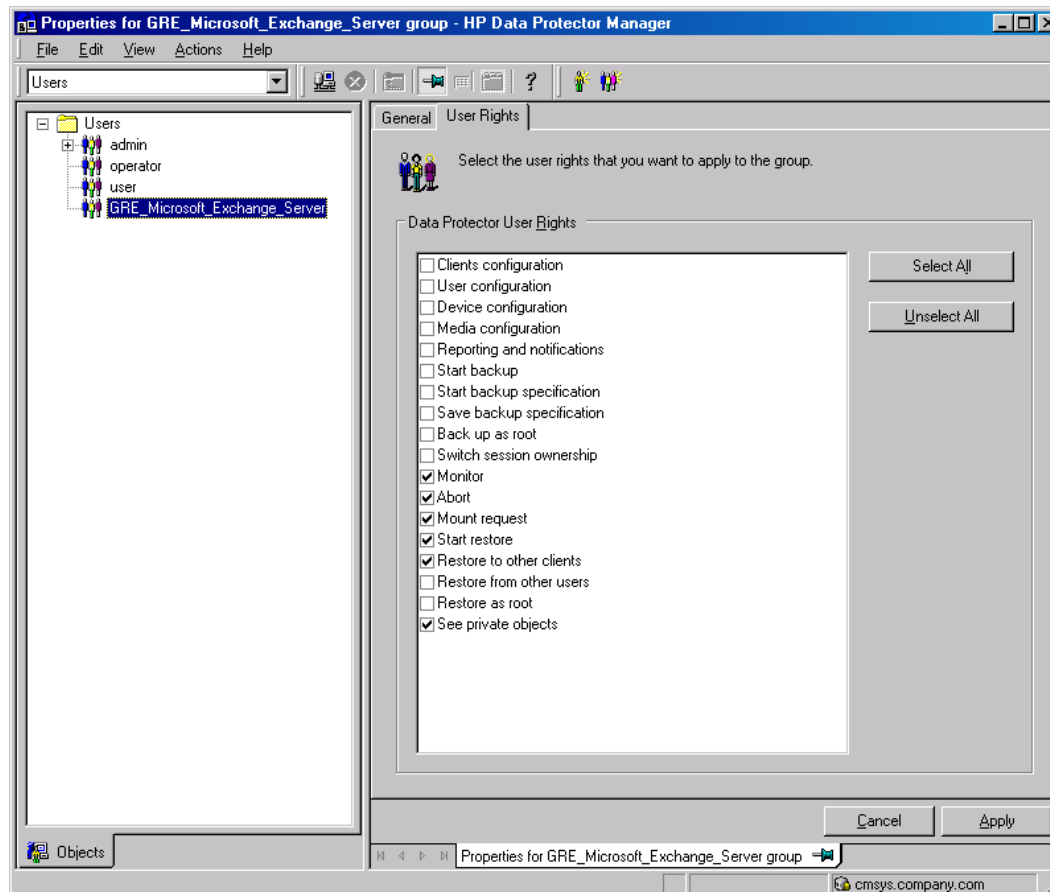 Properties for GRE_Microsoft_Exchange_Server group - HP Data Protector Manager
File Edit View Actions Help
Users
Users
admin
operator
user
GRE_Microsoft_Exchange_Server
General User Rights
Select the user rights that you want to apply to the group.
Data Protector User Rights
Clients configuration
User configuration
Device configuration
Media configuration
Reporting and notifications
Start backup
Start backup specification
Save backup specification
Back up as root
Switch session ownership
Monitor
Abort
Mount request
Start restore
Restore to other clients
Restore from other users
Restore as root
See private objects
Select All
Unselect All
Cancel Apply
Objects
Properties for GRE_Microsoft_Exchange_Server group
cmsys.company.com